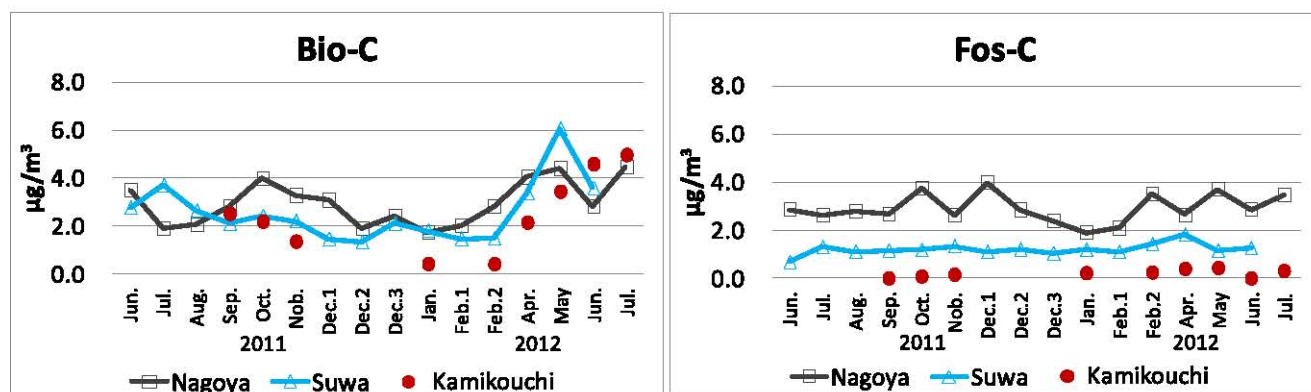 Bio-C
8.0
6.0
4.0
2.0
0.0
µg/m³
Jun.
Jul.
Aug.
Sep.
Oct.
Nob.
Dec.1
Dec.2
Dec.3
Jan.
Feb.1
Feb.2
Apr.
May
Jun.
Jul.
2011
2012
Nagoya Suwa Kamikouchi
Fos-C
8.0
6.0
4.0
2.0
0.0
µg/m³
Jun.
Jul.
Aug.
Sep.
Oct.
Nob.
Dec.1
Dec.2
Dec.3
Jan.
Feb.1
Feb.2
Apr.
May
Jun.
Jul.
2011
2012
Nagoya Suwa Kamikouchi